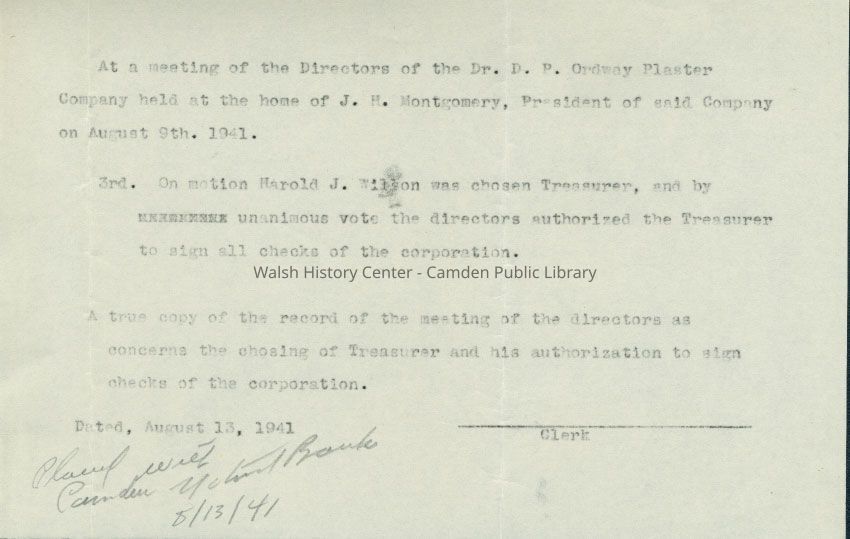 At a meeting of the Directors of the Dr. D. P. Ordway Plaster
Company held at the home of J. H. Montgomery, President of said Company
on August 9th. 1941.
3rd. On motion Harold J. Wilson was chosen Treasurer, and by
unanimous vote the directors authorized the Treasurer
to sign all checks of the corporation.
Walsh History Center - Camden Public Library
A true copy of the record of the meeting of the directors as
concerns the chosing of Treasurer and his authorization to sign
checks of the corporation.
Dated, August 13, 1941
Clerk
Placed with
Camden National Bank
8/13/41